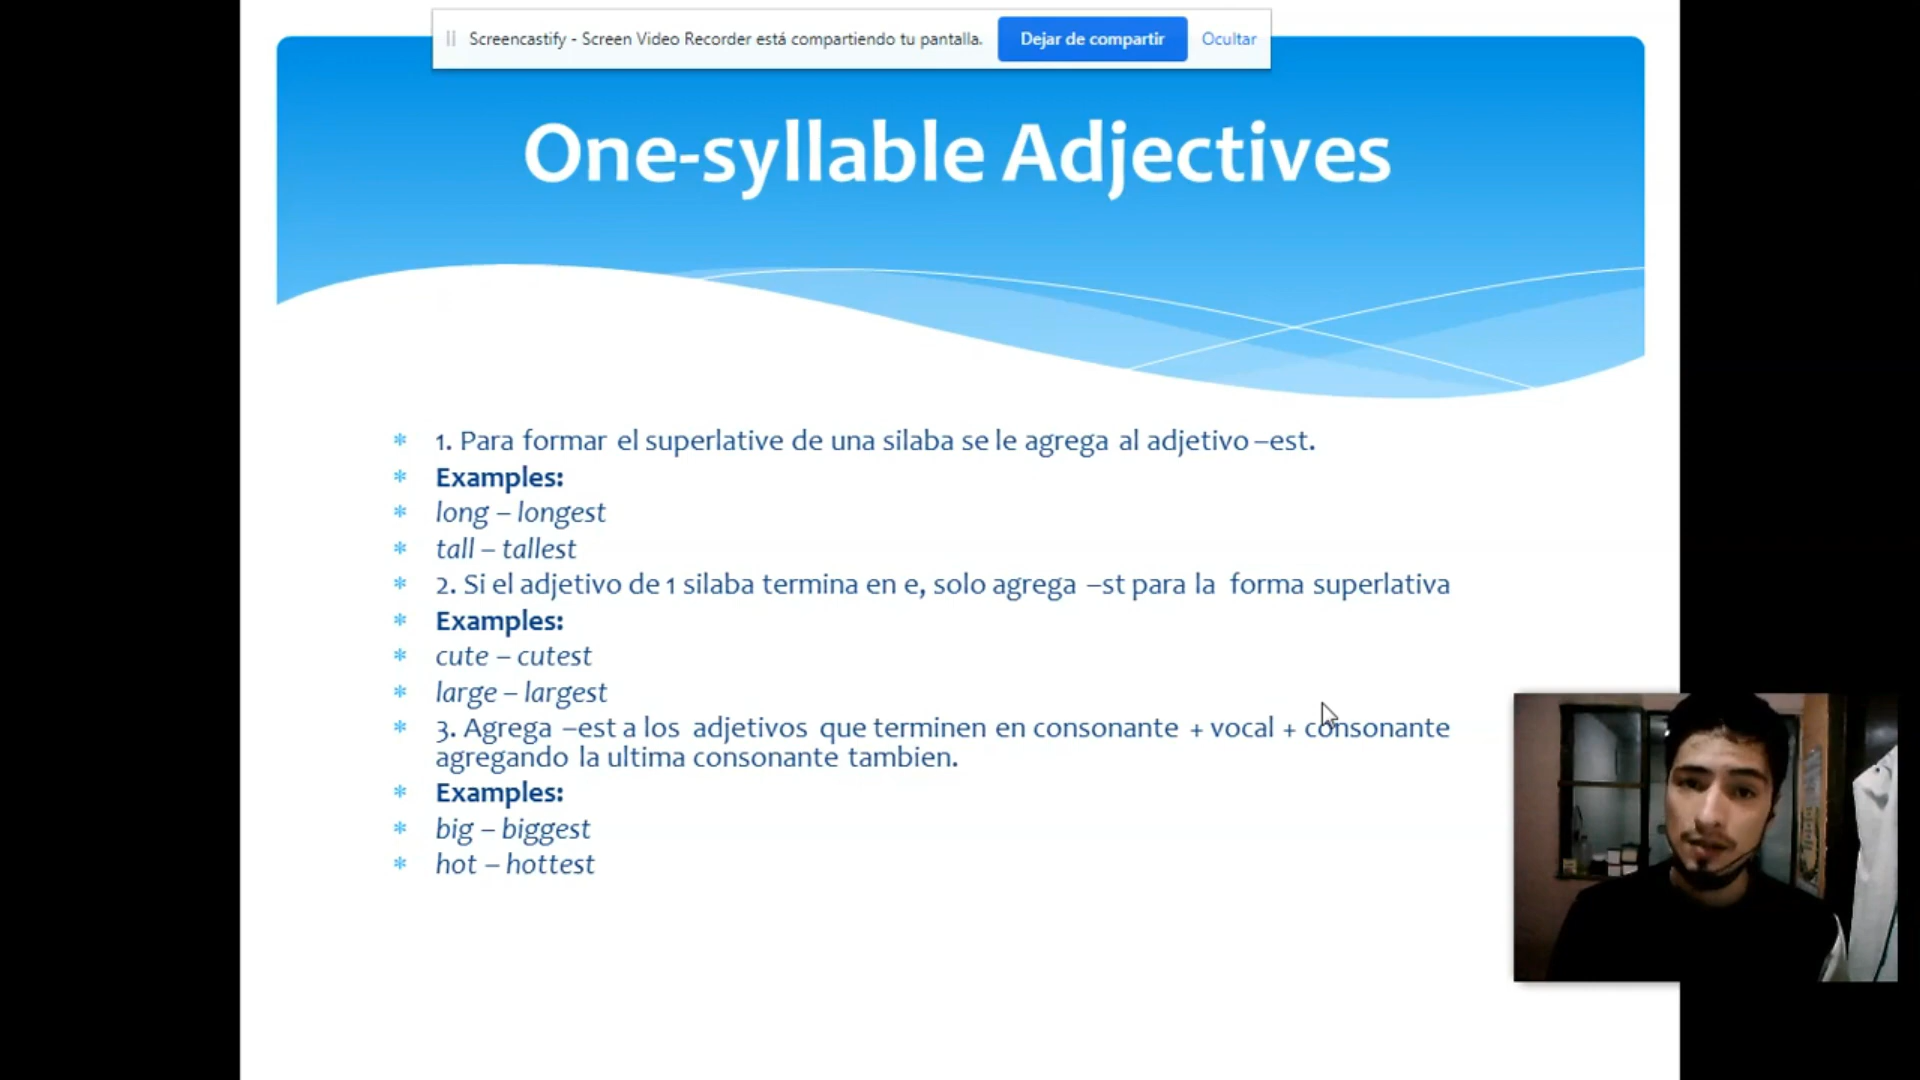 Screencastify - Screen Video Recorder está compartiendo tu pantalla. Dejar de compartir Ocultar
One-syllable Adjectives
* 1. Para formar el superlative de una silaba se le agrega al adjetivo –est.
* Examples:
* long – longest
* tall – tallest
* 2. Si el adjetivo de 1 silaba termina en e, solo agrega –st para la forma superlativa
* Examples:
* cute – cutest
* large – largest
* 3. Agrega –est a los adjetivos que terminen en consonante + vocal + consonante
agregando la ultima consonante tambien.
* Examples:
* big – biggest
* hot – hottest